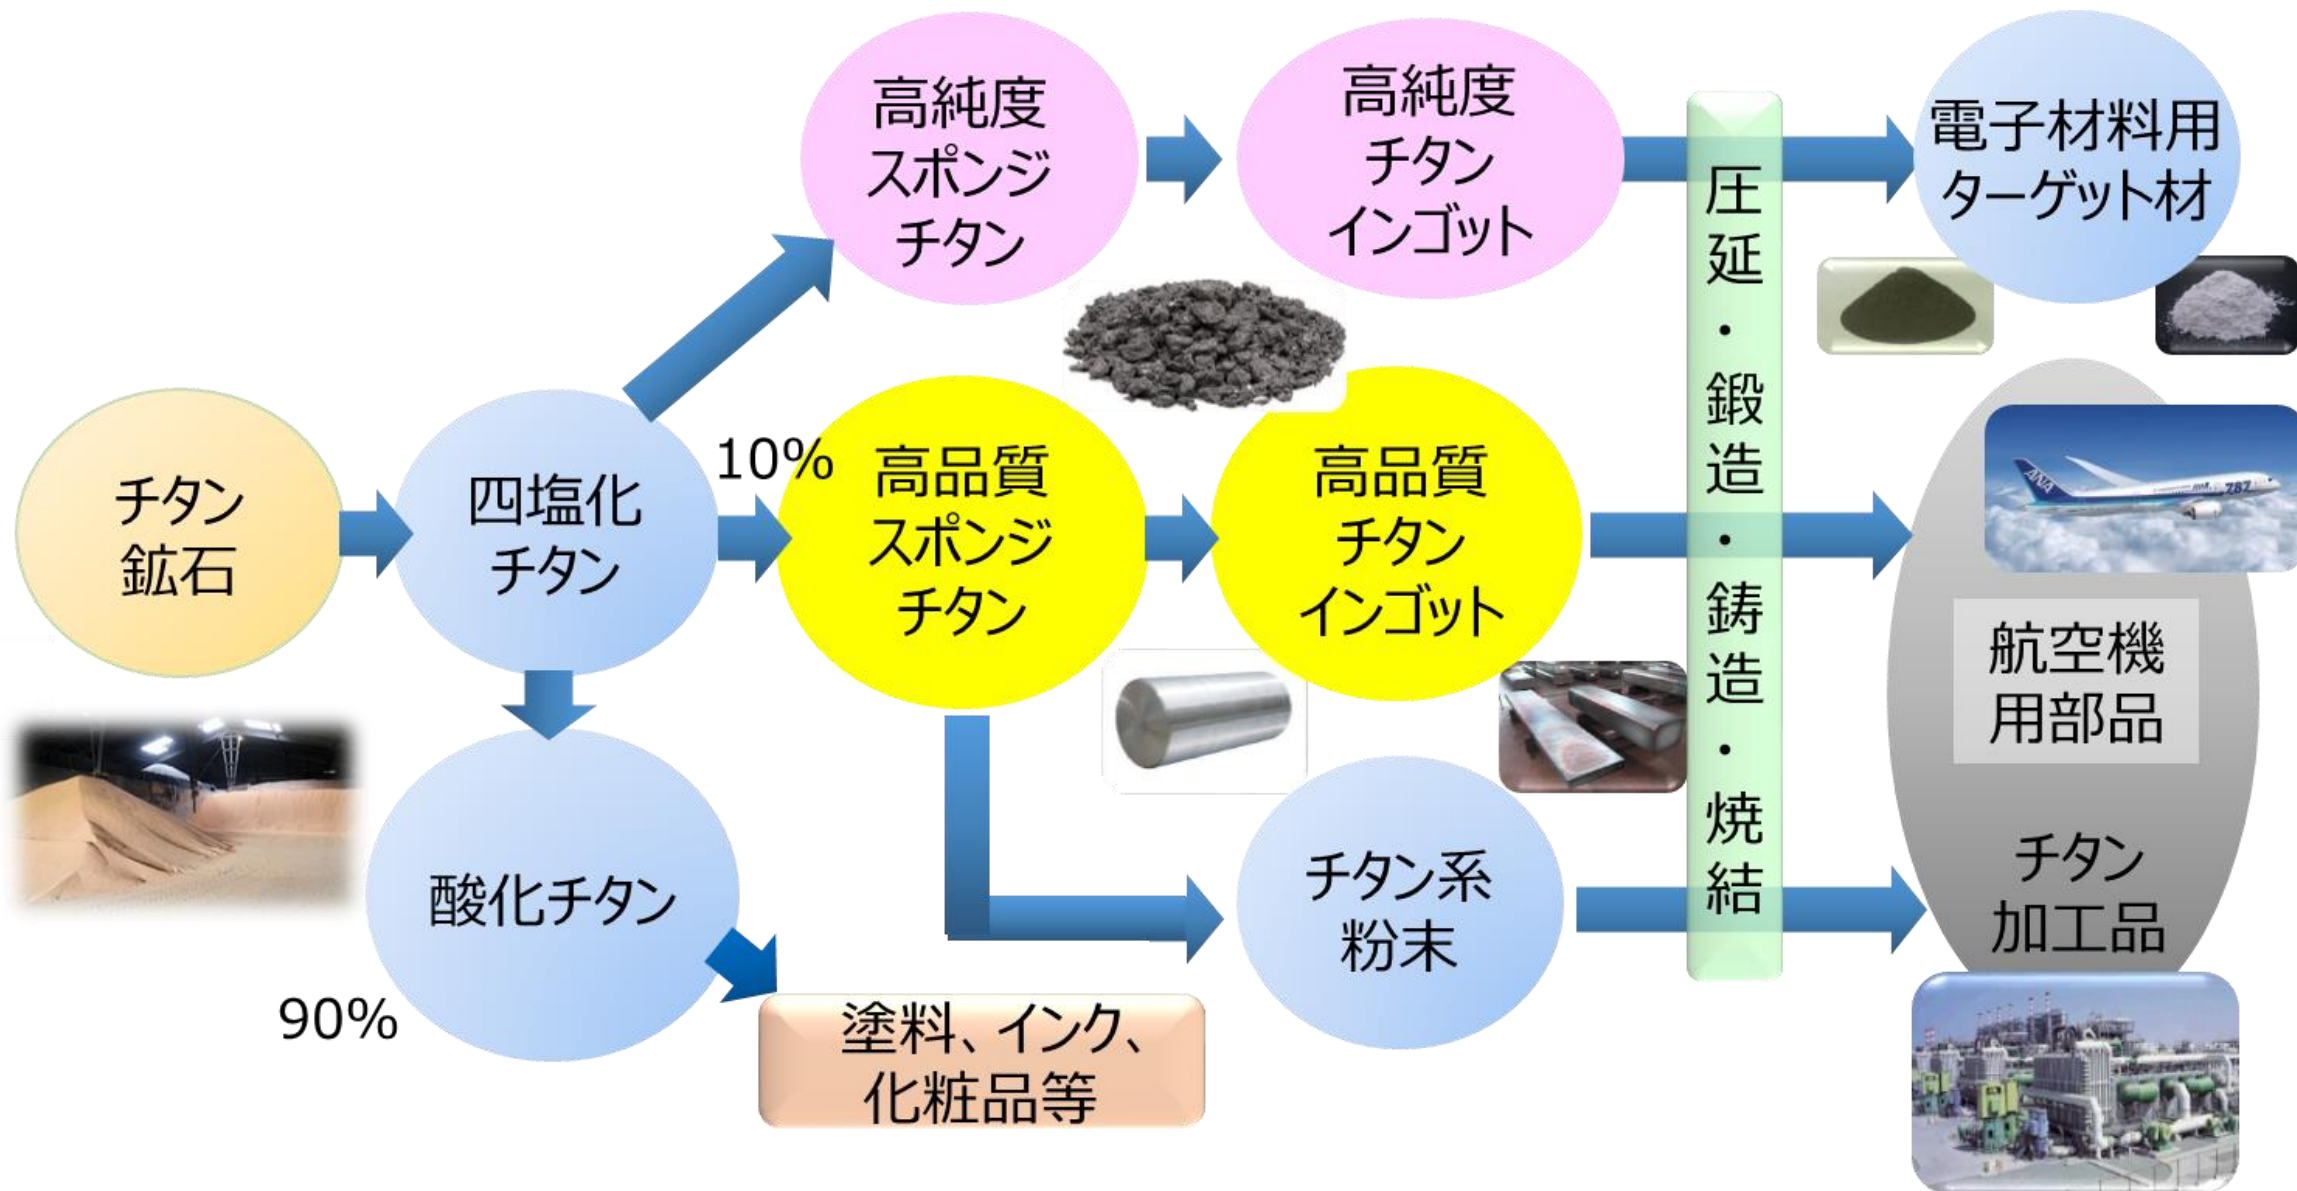 高純度
スポンジ
チタン
高純度
チタン
インゴット
電子材料用
ターゲット材
圧延・鍛造・鋳造・焼結
チタン
鉱石
四塩化
チタン
10%
高品質
スポンジ
チタン
高品質
チタン
インゴット
ANA
787
航空機
用部品
チタン
加工品
酸化チタン
90%
塗料、インク、
化粧品等
チタン系
粉末